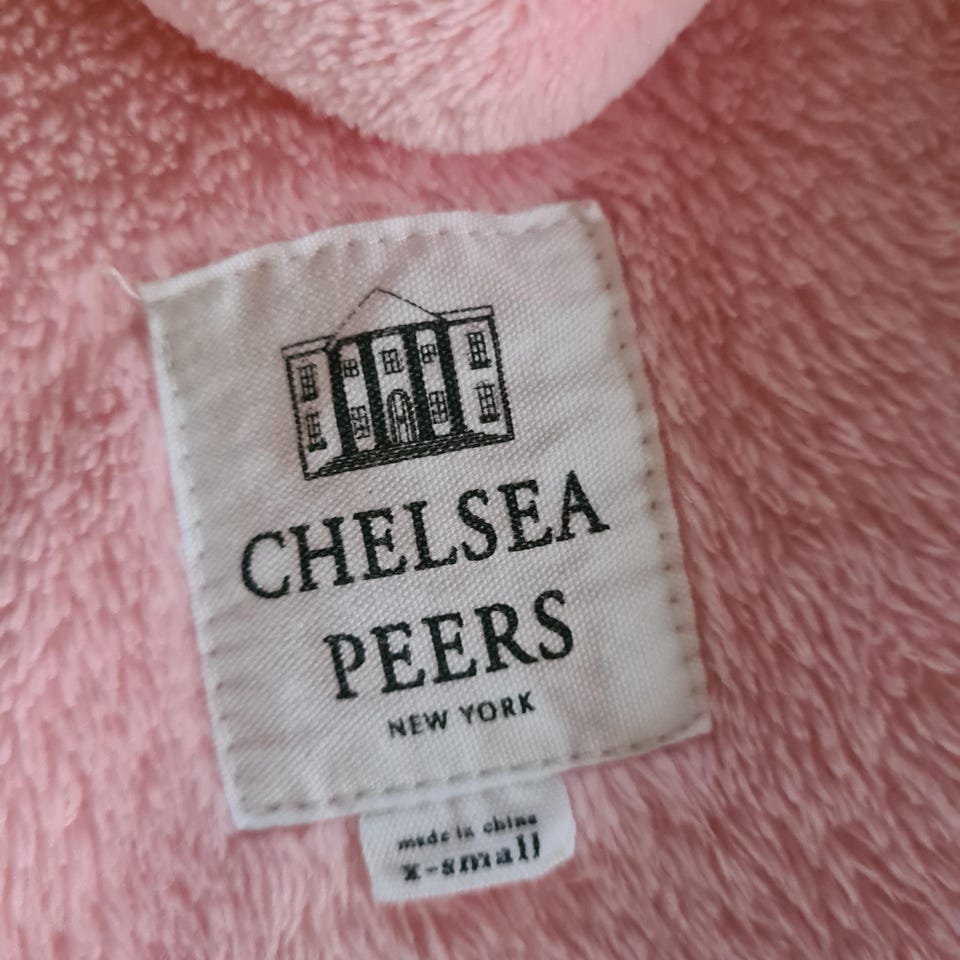 CHELSEA
PEERS
NEW YORK
made in china
x-small